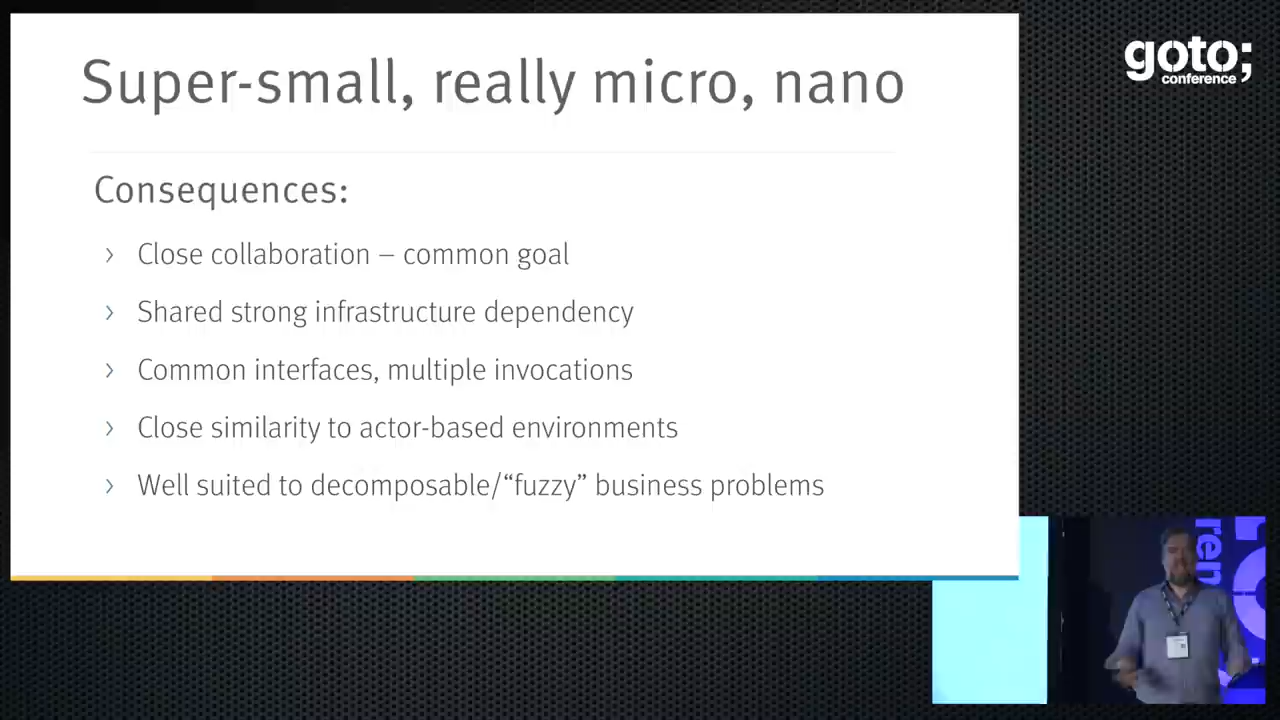 Super-small, really micro, nano
goto;
conference
Consequences:
› Close collaboration – common goal
› Shared strong infrastructure dependency
› Common interfaces, multiple invocations
› Close similarity to actor-based environments
› Well suited to decomposable/“fuzzy” business problems
ren